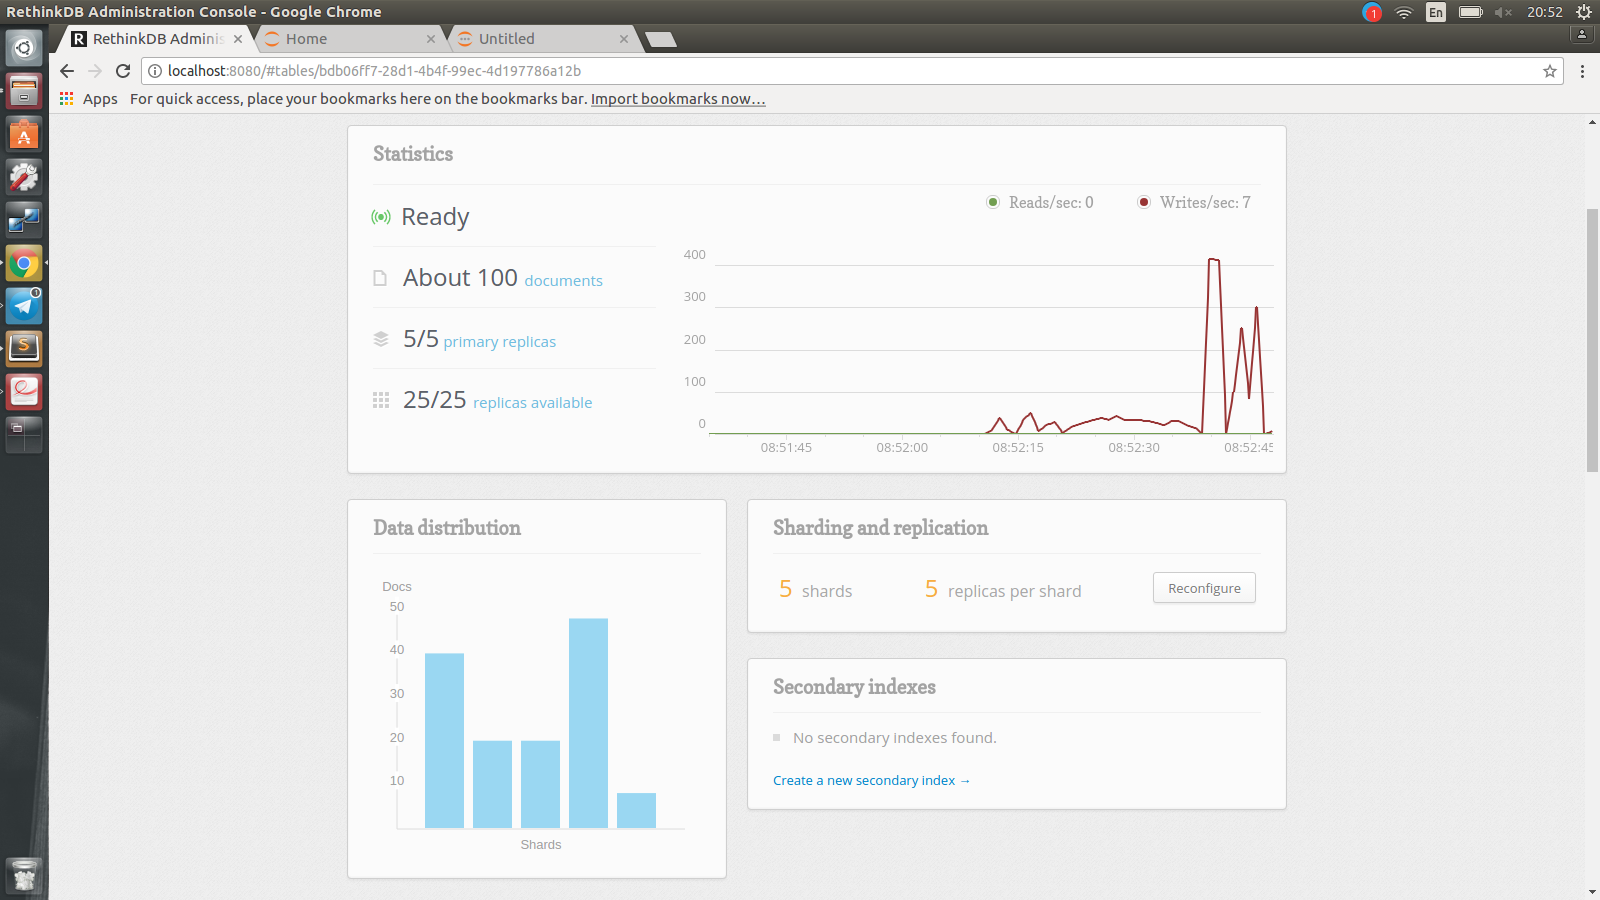 RethinkDB Administration Console - Google Chrome
1
En
20:52
R RethinkDB Adminis
Home
Untitled
localhost:8080/#tables/bdb06ff7-28d1-4b4f-99ec-4d197786a12b
Apps For quick access, place your bookmarks here on the bookmarks bar. Import bookmarks now...
Statistics
Reads/sec: 0 Writes/sec: 7
Ready
About 100 documents
5/5 primary replicas
25/25 replicas available
400
300
200
100
0
08:51:45 08:52:00 08:52:15 08:52:30 08:52:45
Data distribution
Docs
50
40
30
20
10
Shards
Sharding and replication
5 shards 5 replicas per shard Reconfigure
Secondary indexes
No secondary indexes found.
Create a new secondary index →